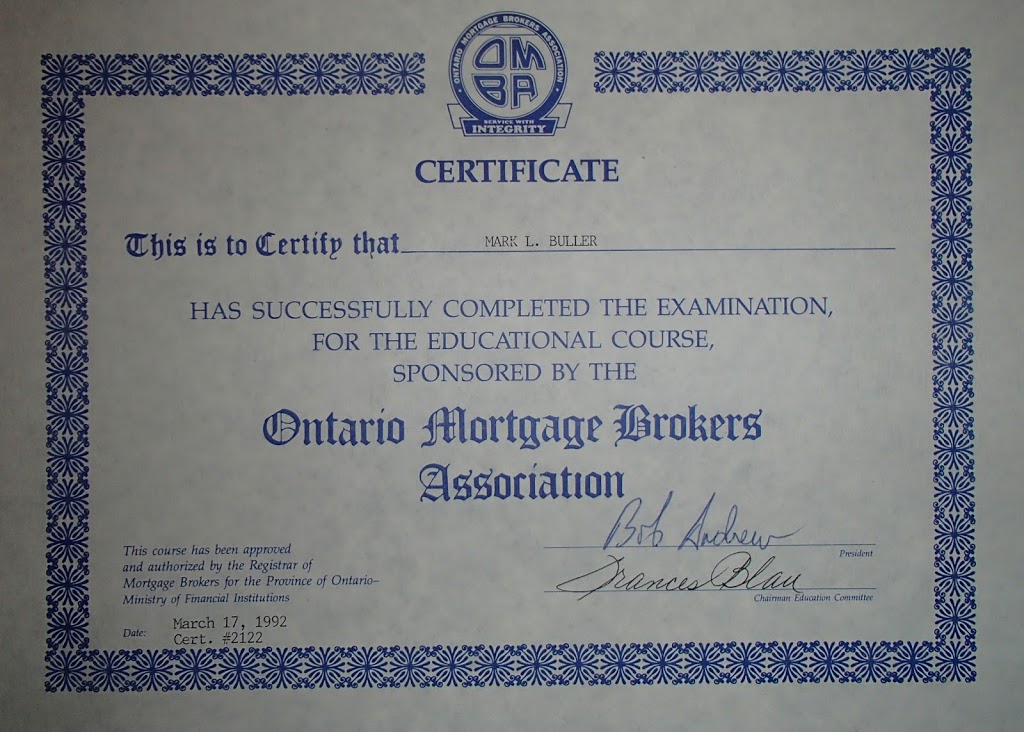 ONTARIO MORTGAGE BROKERS ASSOCIATION
OM
BA
SERVICE WITH
INTEGRITY
CERTIFICATE
This is to Certify that MARK L. BULLER
HAS SUCCESSFULLY COMPLETED THE EXAMINATION,
FOR THE EDUCATIONAL COURSE,
SPONSORED BY THE
Ontario Mortgage Brokers
Association
Bob Andrew
President
Frances Blau
Chairman Education Committee
This course has been approved
and authorized by the Registrar of
Mortgage Brokers for the Province of Ontario–
Ministry of Financial Institutions
Date: March 17, 1992
Cert. #2122